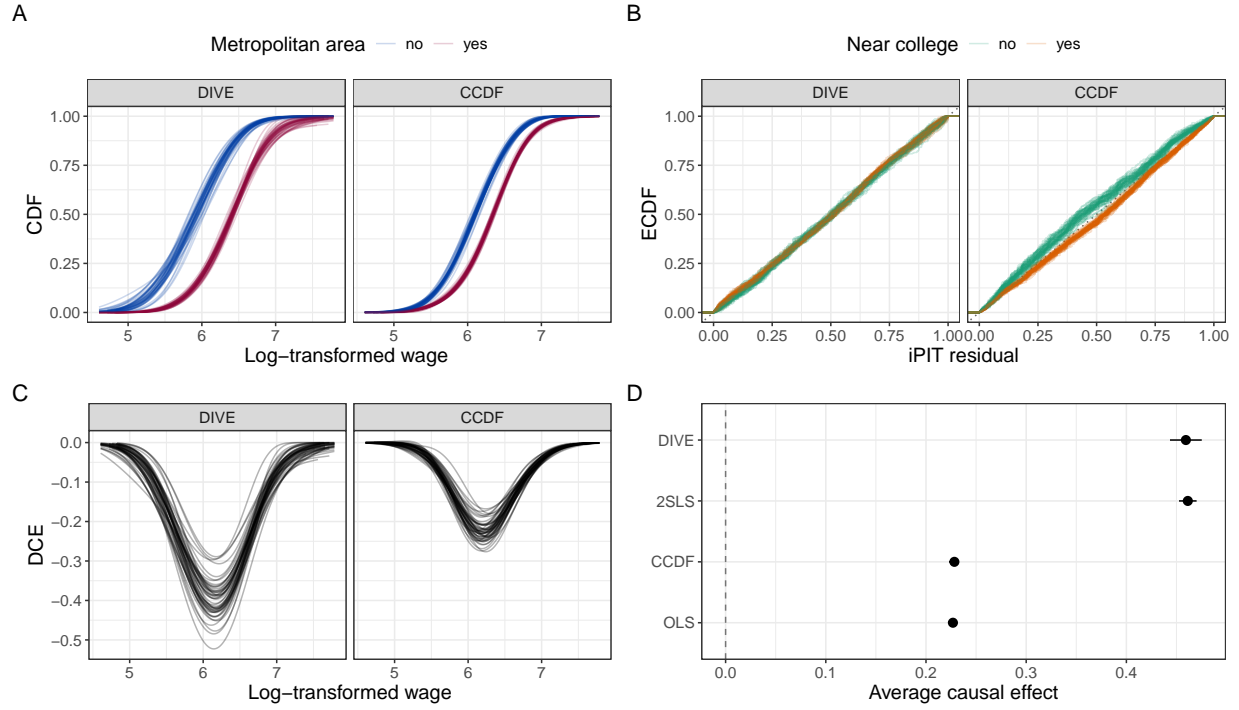 A
Metropolitan area no yes
DIVE CCDF
1.00
0.75
0.50
0.25
0.00
CDF
5 6 7 5 6 7
Log−transformed wage
B
Near college no yes
DIVE CCDF
1.00
0.75
0.50
0.25
0.00
ECDF
0.00 0.25 0.50 0.75 1.00 0.00 0.25 0.50 0.75 1.00
iPIT residual
C
DIVE CCDF
0.0
−0.1
−0.2
−0.3
−0.4
−0.5
DCE
5 6 7 5 6 7
Log−transformed wage
D
DIVE
2SLS
CCDF
OLS
0.0 0.1 0.2 0.3 0.4
Average causal effect